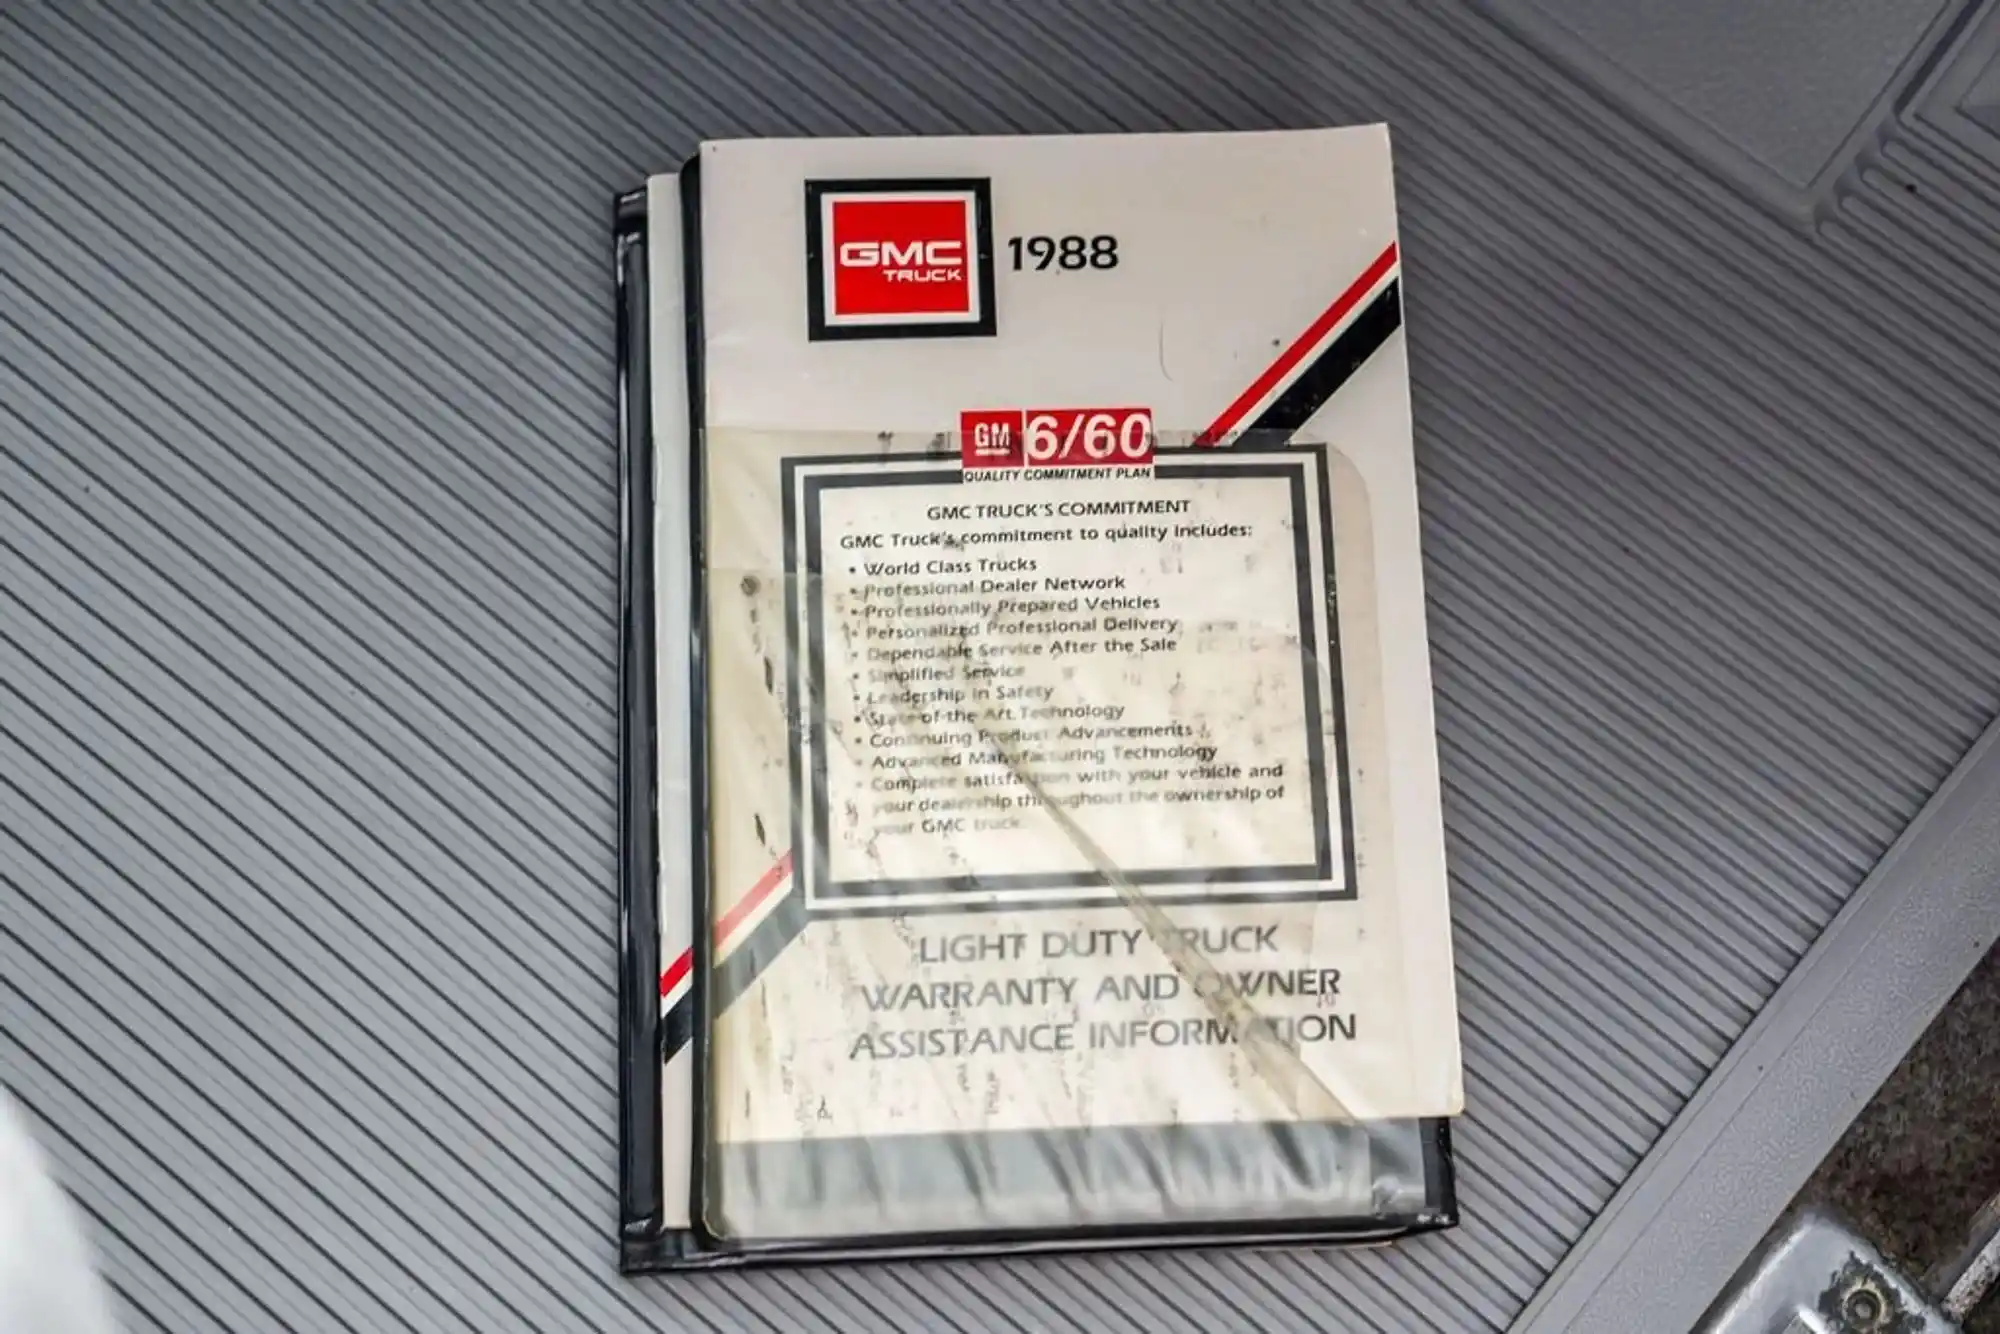 GMC
TRUCK
1988
GM 6/60
QUALITY COMMITMENT PLAN
GMC TRUCK'S COMMITMENT
GMC Truck's commitment to quality includes:
• World Class Trucks
• Professional Dealer Network
• Professionally Prepared Vehicles
• Personalized Professional Delivery
• Dependable Service After the Sale
• Simplified Service
• Leadership in Safety
• State-of-the Art Technology
• Continuing Product Advancements
• Advanced Manufacturing Technology
• Complete satisfaction with your vehicle and
your dealership throughout the ownership of
your GMC truck.
LIGHT DUTY TRUCK
WARRANTY AND OWNER
ASSISTANCE INFORMATION